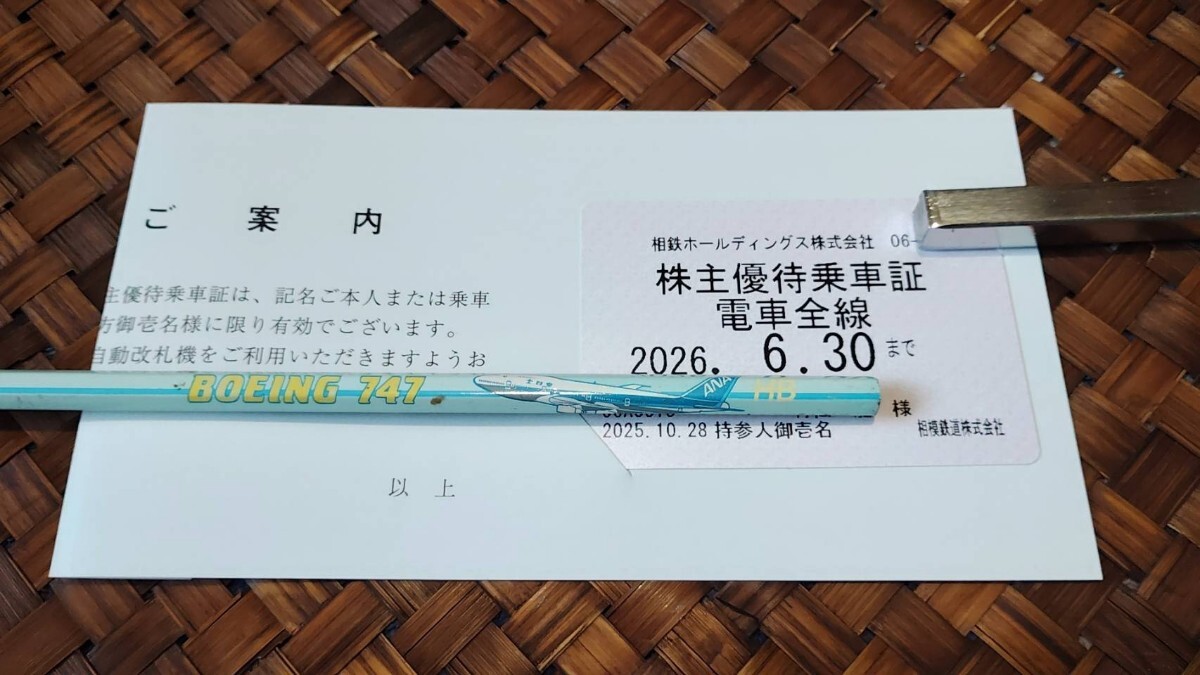 ご案内
主優待乗車証は、記名ご本人または乗車
方御壱名様に限り有効でございます。
自動改札機をご利用いただきますようお
以上
相鉄ホールディングス株式会社 06-
株主優待乗車証
電車全線
2026. 6.30まで
様
2025.10.28 持参人御壱名 相模鉄道株式会社
BOEING 747 全日空 ANA HB